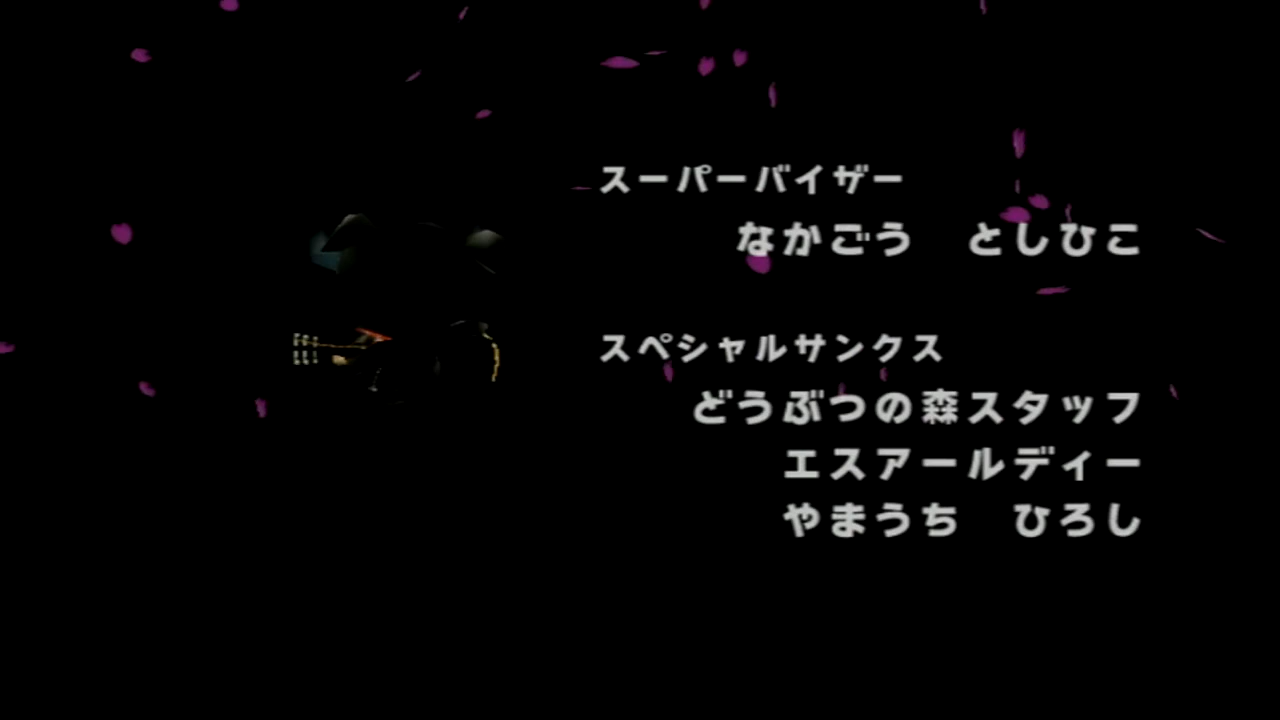 スーパーバイザー
なかごう　としひこ
スペシャルサンクス
どうぶつの森スタッフ
エスアールディー
やまうち　ひろし